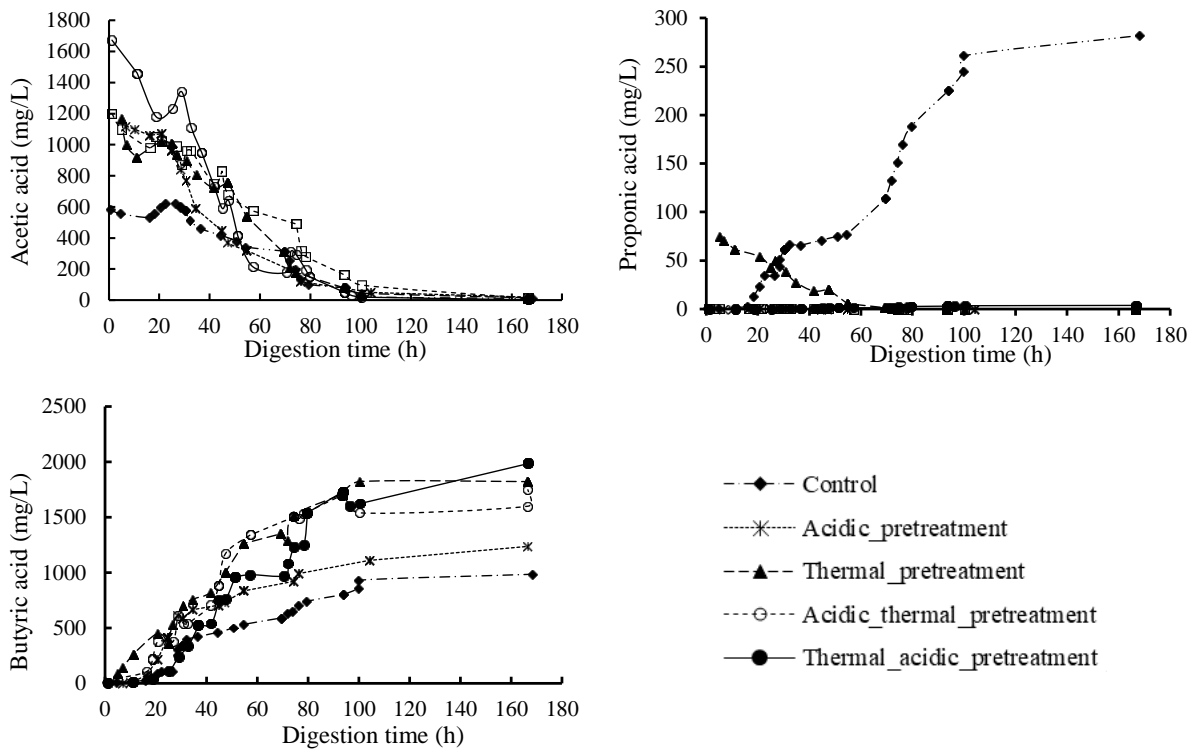 1800
1600
1400
1200
1000
800
600
400
200
0
Acetic acid (mg/L)
0 20 40 60 80 100 120 140 160 180
Digestion time (h)
300
250
200
150
100
50
0
Proponic acid (mg/L)
0 20 40 60 80 100 120 140 160 180
Digestion time (h)
2500
2000
1500
1000
500
0
Butyric acid (mg/L)
0 20 40 60 80 100 120 140 160 180
Digestion time (h)
Control
Acidic_pretreatment
Thermal_pretreatment
Acidic_thermal_pretreatment
Thermal_acidic_pretreatment